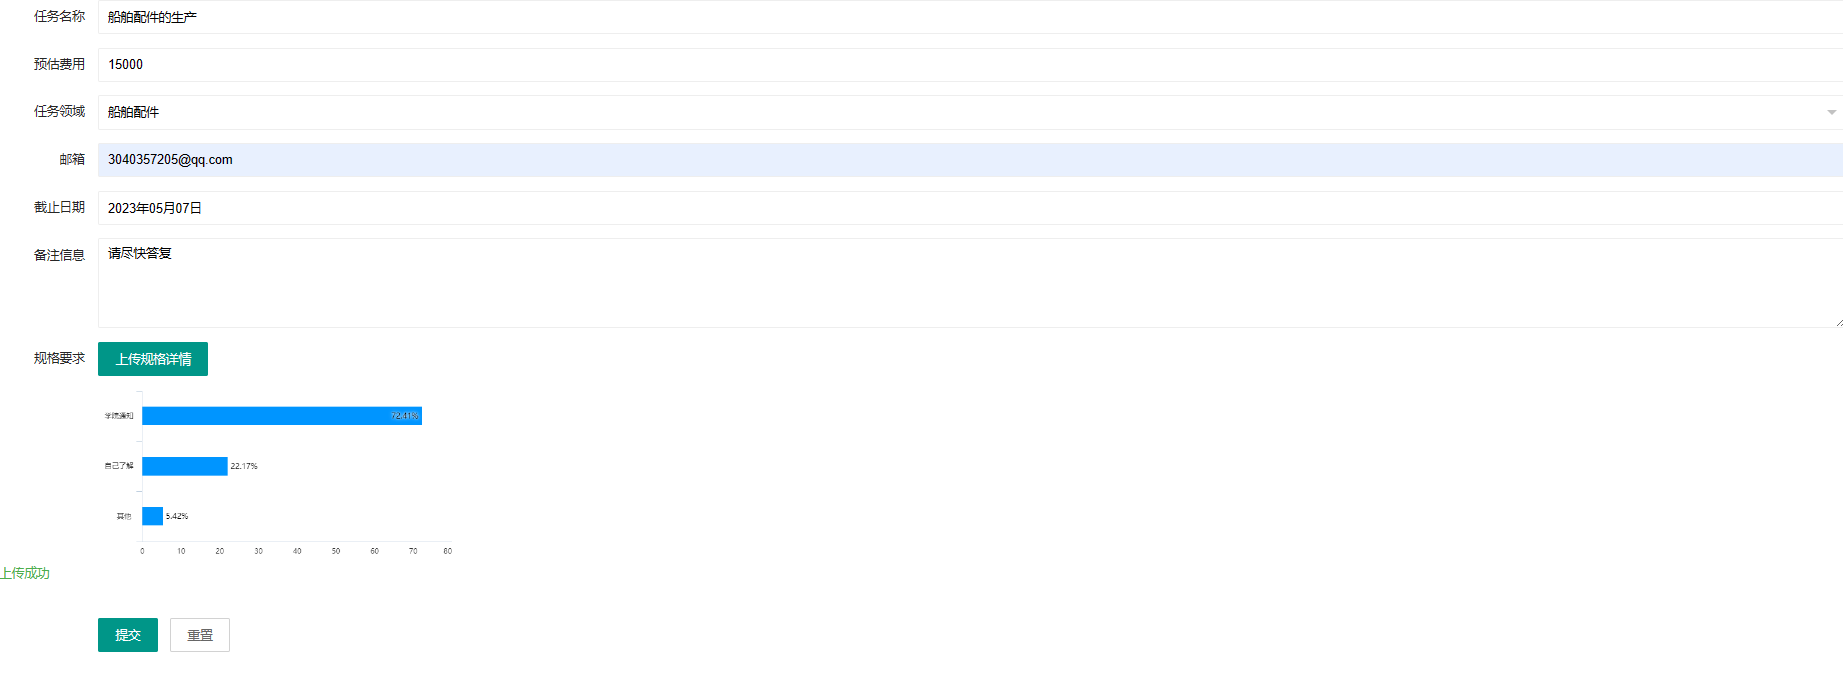 任务名称 船舶配件的生产
预估费用 15000
任务领域 船舶配件
邮箱 3040357205@qq.com
截止日期 2023年05月07日
备注信息 请尽快答复
规格要求 上传规格详情
学院通知 72.41%
自己了解 22.17%
其他 5.42%
0 10 20 30 40 50 60 70 80
上传成功
提交 重置